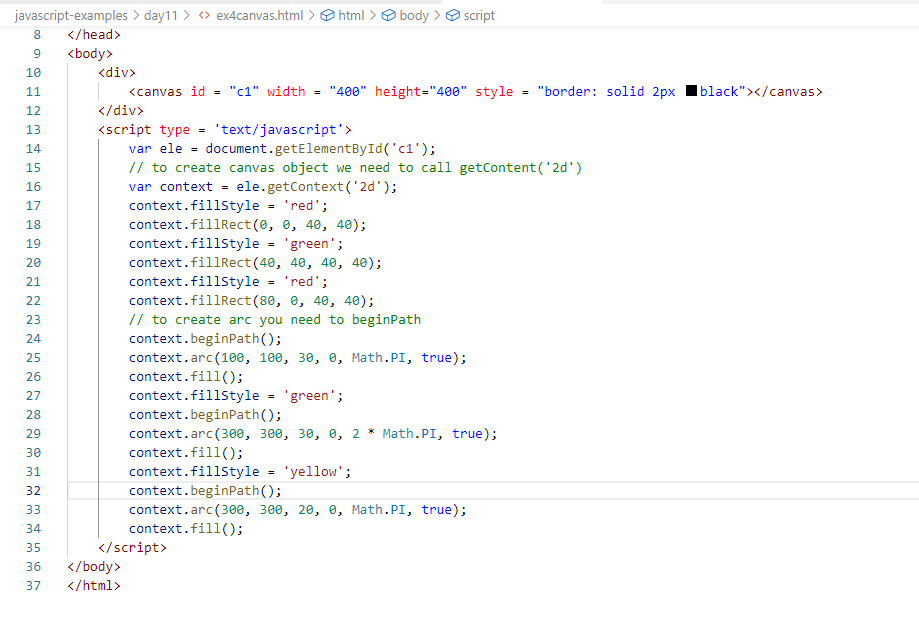 javascript-examples > day11 > <> ex4canvas.html > html > body > script
8 </head>
9 <body>
10 <div>
11 <canvas id = "c1" width = "400" height="400" style = "border: solid 2px black"></canvas>
12 </div>
13 <script type = 'text/javascript'>
14 var ele = document.getElementById('c1');
15 // to create canvas object we need to call getContent('2d')
16 var context = ele.getContext('2d');
17 context.fillStyle = 'red';
18 context.fillRect(0, 0, 40, 40);
19 context.fillStyle = 'green';
20 context.fillRect(40, 40, 40, 40);
21 context.fillStyle = 'red';
22 context.fillRect(80, 0, 40, 40);
23 // to create arc you need to beginPath
24 context.beginPath();
25 context.arc(100, 100, 30, 0, Math.PI, true);
26 context.fill();
27 context.fillStyle = 'green';
28 context.beginPath();
29 context.arc(300, 300, 30, 0, 2 * Math.PI, true);
30 context.fill();
31 context.fillStyle = 'yellow';
32 context.beginPath();
33 context.arc(300, 300, 20, 0, Math.PI, true);
34 context.fill();
35 </script>
36 </body>
37 </html>